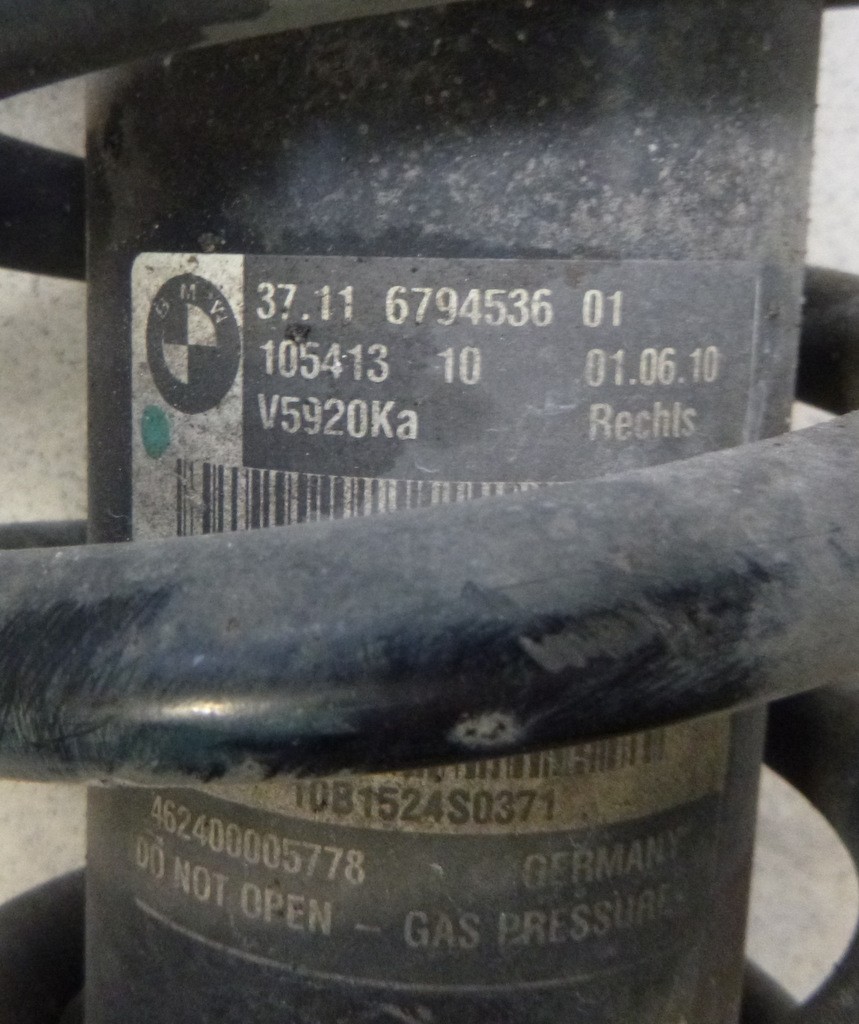 BMW
37.11 6794536 01
105413 10 01.06.10
V5920Ka Rechts
10B1524S0371
462400005778 GERMANY
DO NOT OPEN – GAS PRESSURE